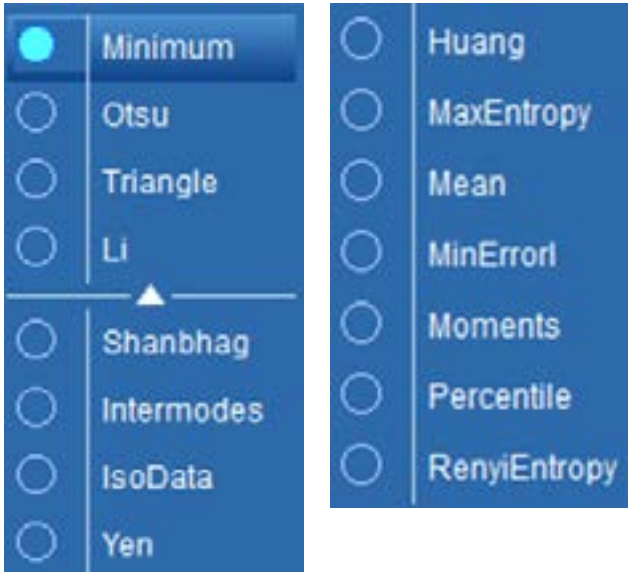 Minimum
Otsu
Triangle
Li
Shanbhag
Intermodes
IsoData
Yen
Huang
MaxEntropy
Mean
MinErrorI
Moments
Percentile
RenyiEntropy